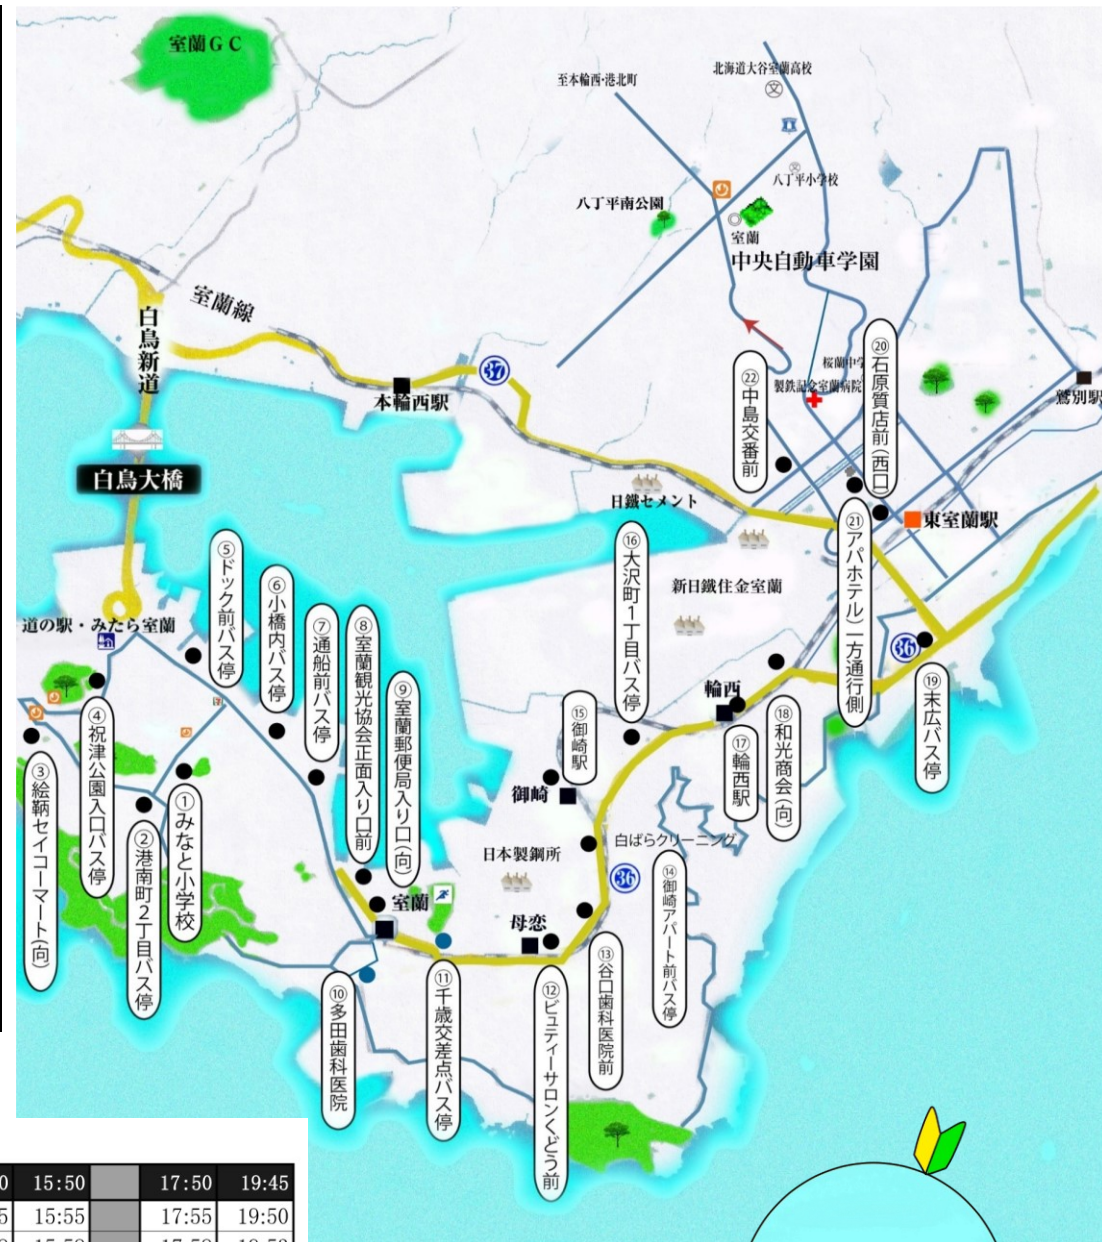 室蘭GC
北海道大谷室蘭高校
至本輪西・港北町
八丁平小学校
八丁平南公園
室蘭
中央自動車学園
室蘭線
白鳥新道
37
本輪西駅
桜蘭中学
製鉄記念室蘭病院
鷲別駅
⑳石原質店前(西口)
㉒中島交番前
白鳥大橋
日鐵セメント
東室蘭駅
㉑アパホテル）一方通行側
新日鐵住金室蘭
道の駅・みたら室蘭
⑤ドック前バス停
⑥小橋内バス停
⑦通船前バス停
⑧室蘭観光協会正面入り口前
⑨室蘭郵便局入り口(向)
⑯大沢町1丁目バス停
⑮御崎駅
輪西
36
⑲末広バス停
⑱和光商会(向)
⑰輪西駅
④祝津公園入口バス停
③絵鞆セイコーマート(向)
①みなと小学校
②港南町2丁目バス停
御崎
日本製鋼所
白ばらクリーニング
36
⑭御崎アパート前バス停
室蘭
母恋
⑬谷口歯科医院前
⑩多田歯科医院
⑪千歳交差点バス停
⑫ビュティーサロンくどう前
0 15:50 17:50 19:45
5 15:55 17:55 19:50